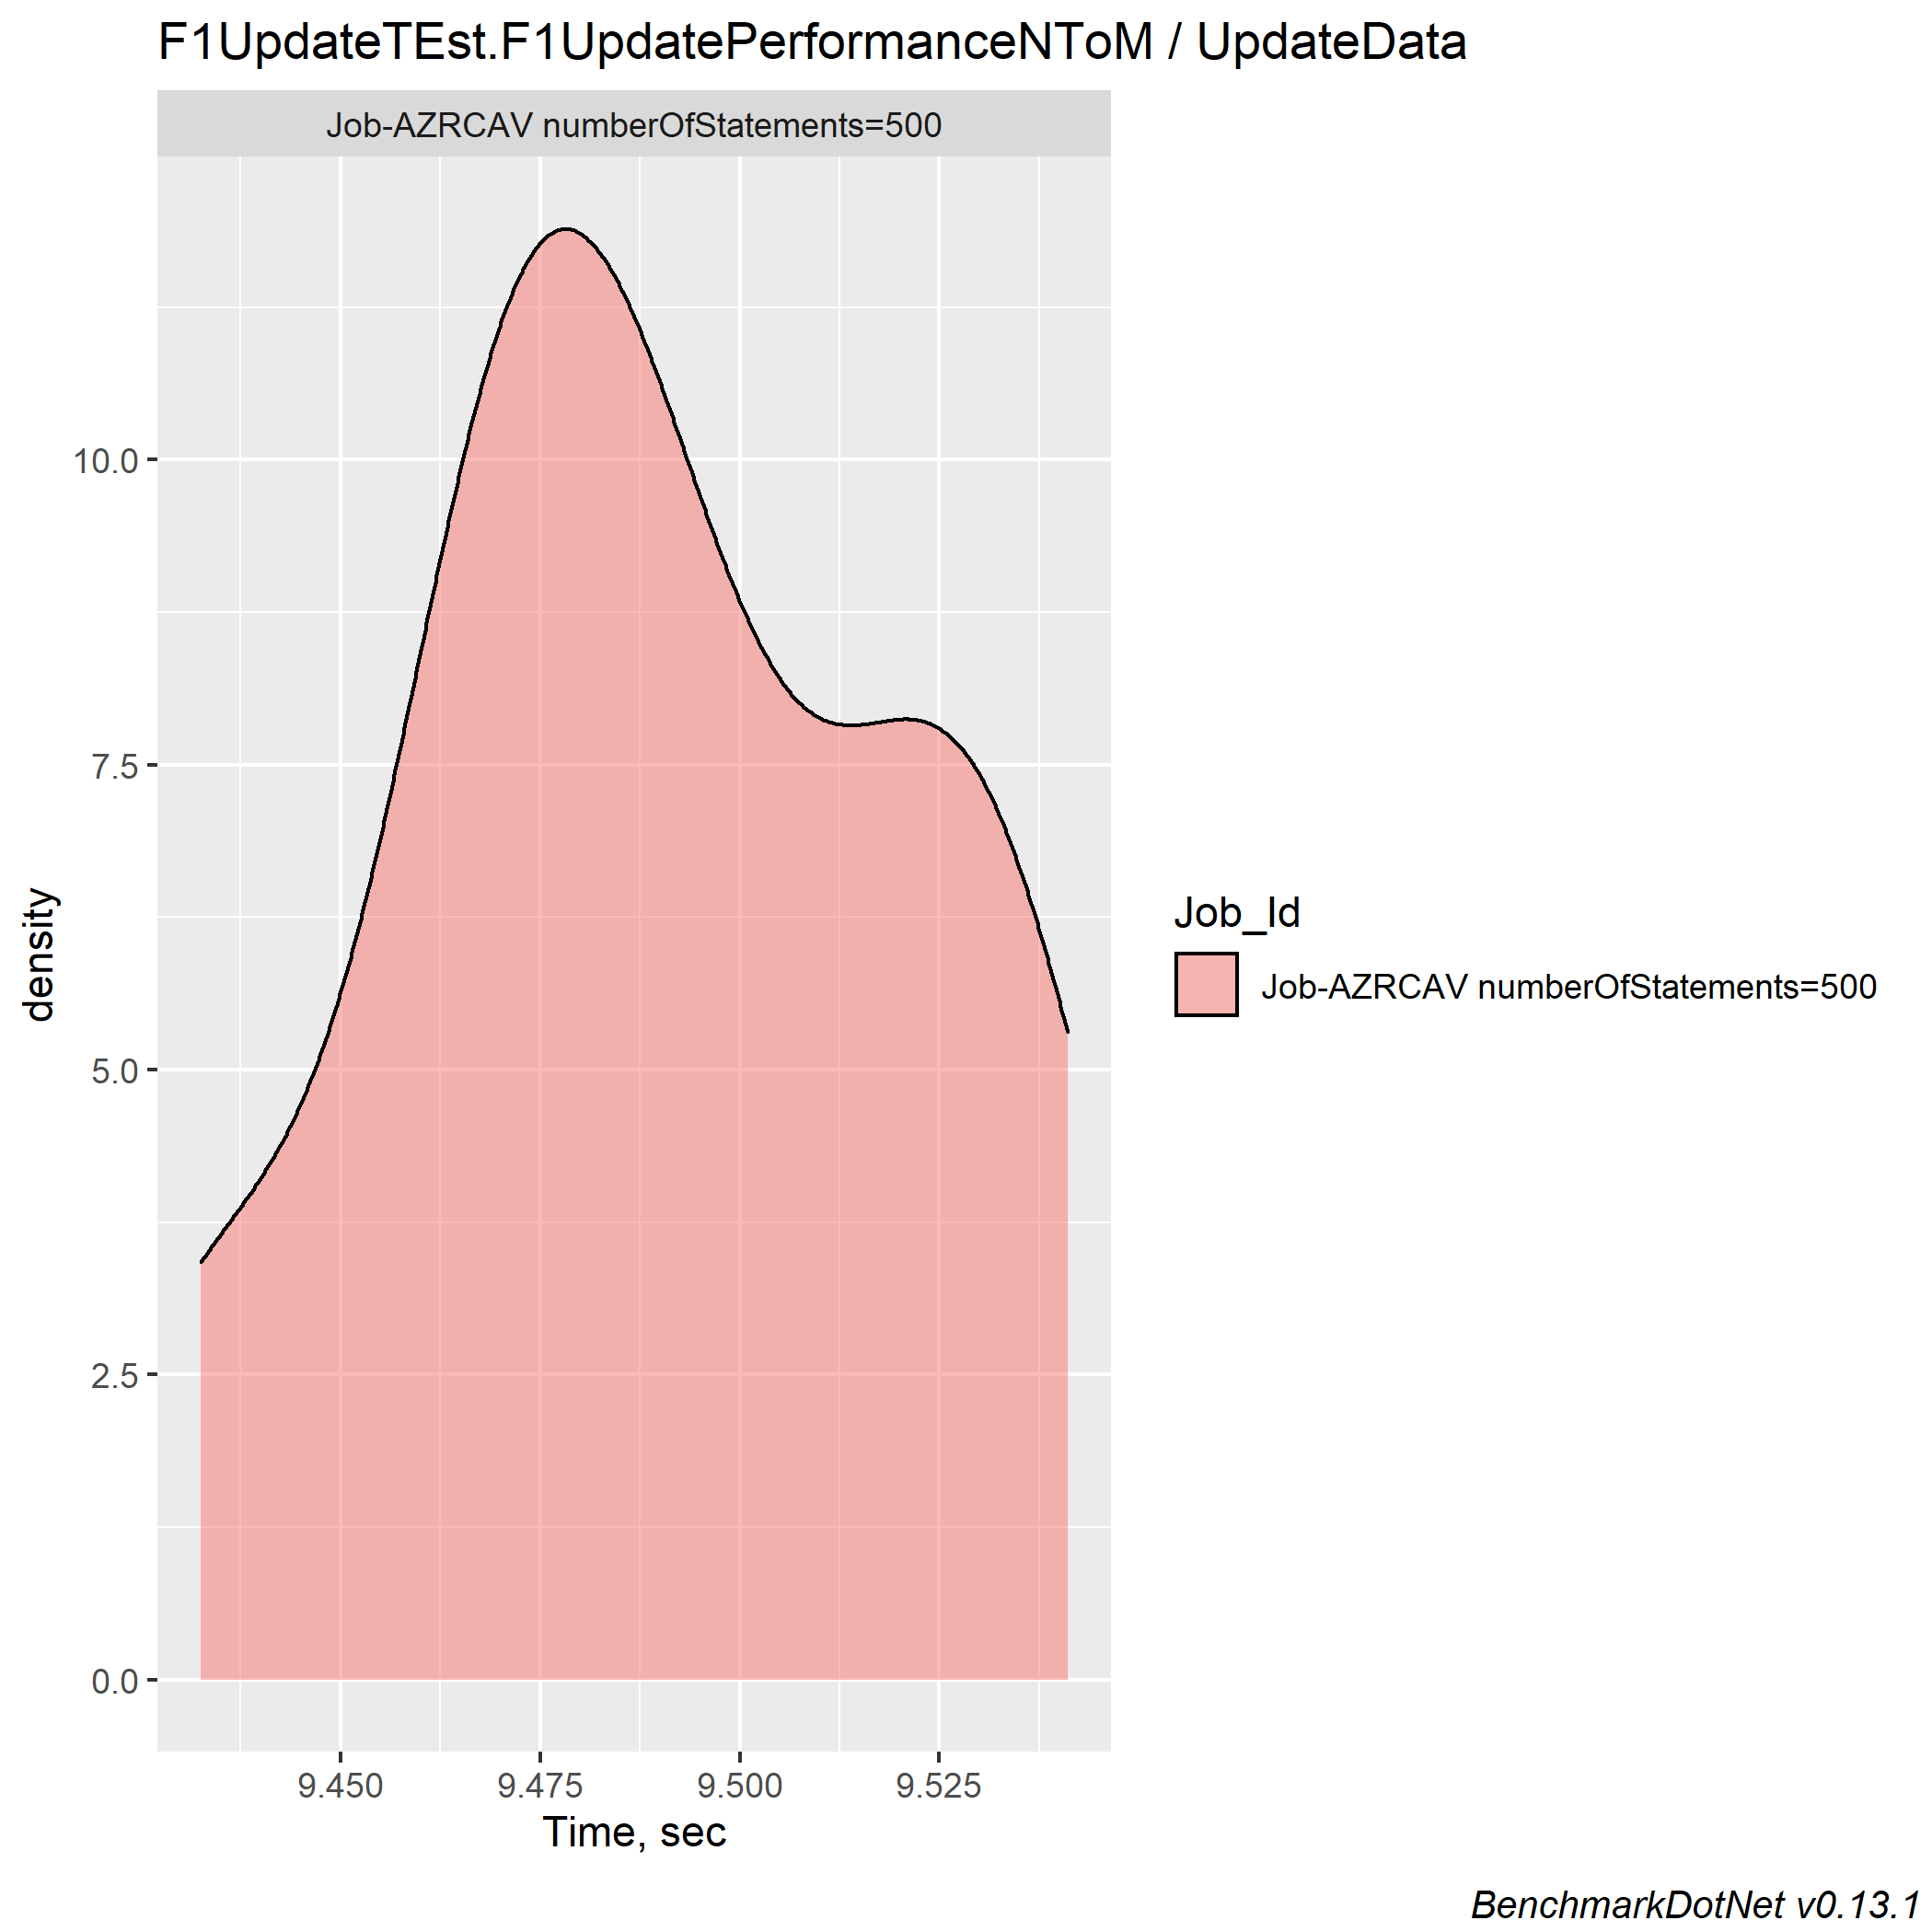 F1UpdateTEst.F1UpdatePerformanceNToM / UpdateData
Job-AZRCAV numberOfStatements=500
10.0
7.5
5.0
2.5
0.0
density
9.450 9.475 9.500 9.525
Time, sec
Job_Id
Job-AZRCAV numberOfStatements=500
BenchmarkDotNet v0.13.1